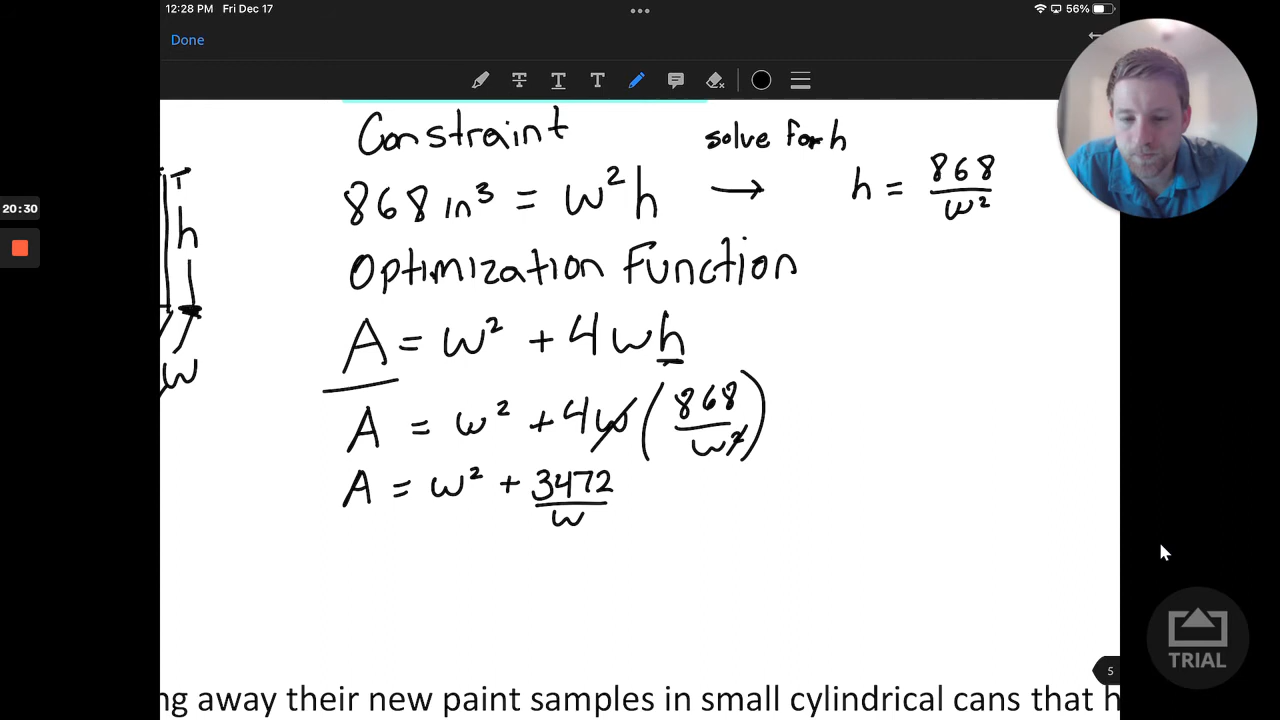 12:28 PM Fri Dec 17
56%
Done
T T T
20:30
Constraint
solve for h
868 in³ = w²h → h = 868/w²
h
Optimization Function
A = w² + 4wh
w
A = w² + 4w(868/w²)
A = w² + 3472/w
TRIAL
5
ng away their new paint samples in small cylindrical cans that h